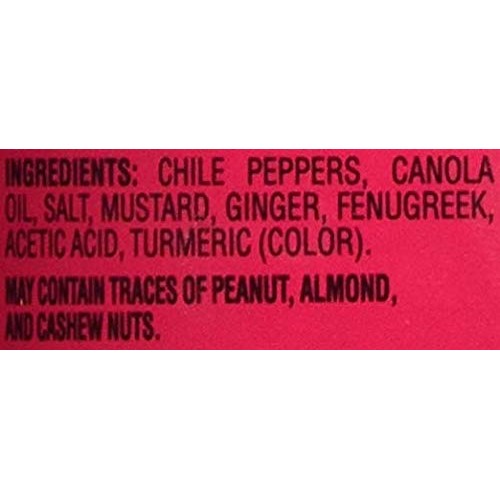 INGREDIENTS: CHILE PEPPERS, CANOLA
OIL, SALT, MUSTARD, GINGER, FENUGREEK,
ACETIC ACID, TURMERIC (COLOR).
MAY CONTAIN TRACES OF PEANUT, ALMOND,
AND CASHEW NUTS.